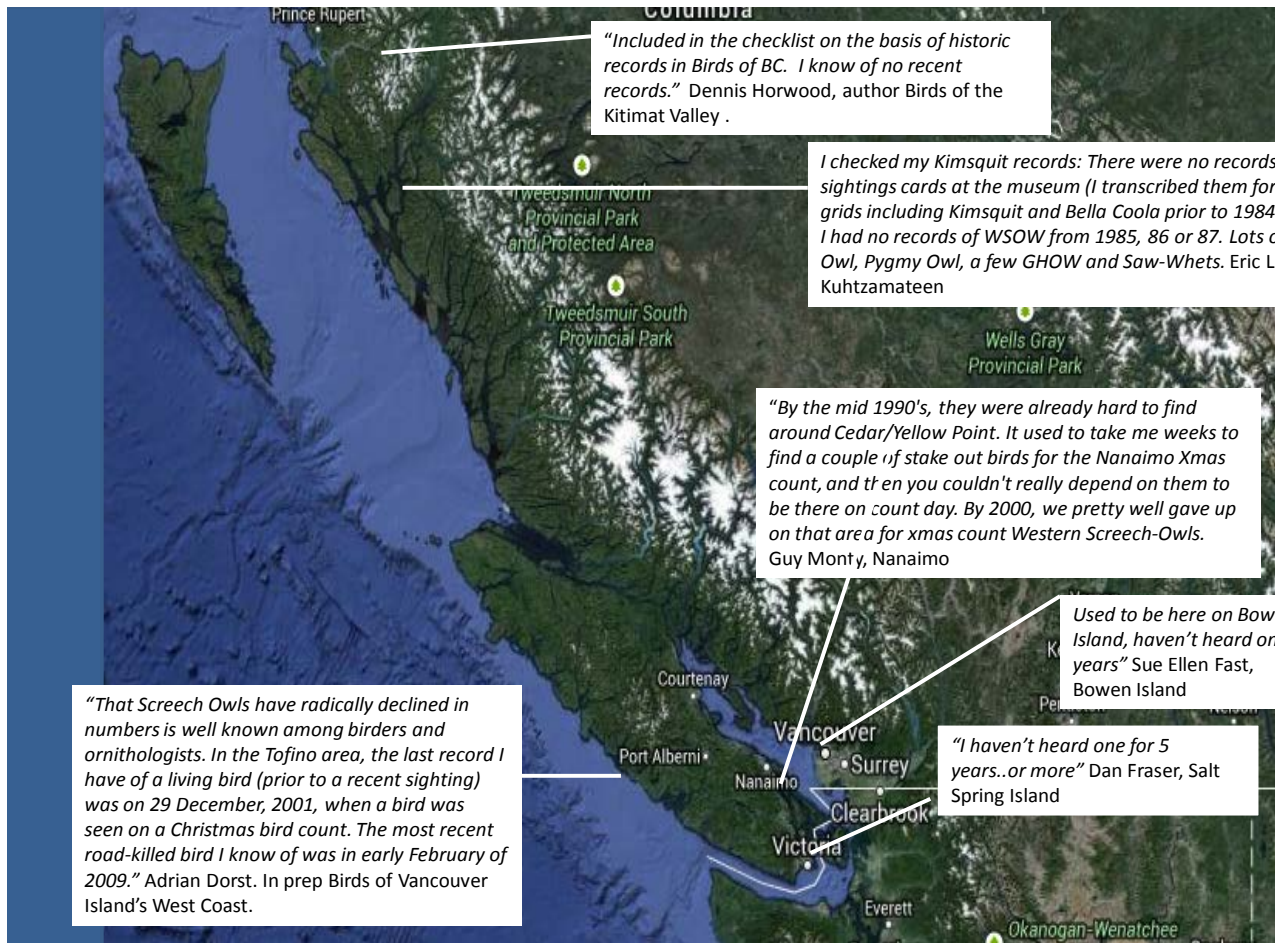 Columbia
Prince Rupert
“Included in the checklist on the basis of historic
records in Birds of BC.  I know of no recent
records.”  Dennis Horwood, author Birds of the
Kitimat Valley .
I checked my Kimsquit records: There were no records
sightings cards at the museum (I transcribed them for
grids including Kimsquit and Bella Coola prior to 1984
I had no records of WSOW from 1985, 86 or 87. Lots
Owl, Pygmy Owl, a few GHOW and Saw-Whets. Eric L
Kuhtzamateen
Tweedsmuir North
Provincial Park
and Protected Area
Tweedsmuir South
Provincial Park
Wells Gray
Provincial Park
“By the mid 1990's, they were already hard to find
around Cedar/Yellow Point. It used to take me weeks to
find a couple of stake out birds for the Nanaimo Xmas
count, and then you couldn't really depend on them to
be there on count day. By 2000, we pretty well gave up
on that area for xmas count Western Screech-Owls.
Guy Monty, Nanaimo
Used to be here on Bow
Island, haven’t heard on
years” Sue Ellen Fast,
Bowen Island
“That Screech Owls have radically declined in
numbers is well known among birders and
ornithologists. In the Tofino area, the last record I
have of a living bird (prior to a recent sighting)
was on 29 December, 2001, when a bird was
seen on a Christmas bird count. The most recent
road-killed bird I know of was in early February of
2009.” Adrian Dorst. In prep Birds of Vancouver
Island’s West Coast.
Courtenay
Port Alberni
Nanaimo
Vancouver
Surrey
Clearbrook
Victoria
“I haven’t heard one for 5
years..or more” Dan Fraser, Salt
Spring Island
Everett
Okanogan-Wenatchee